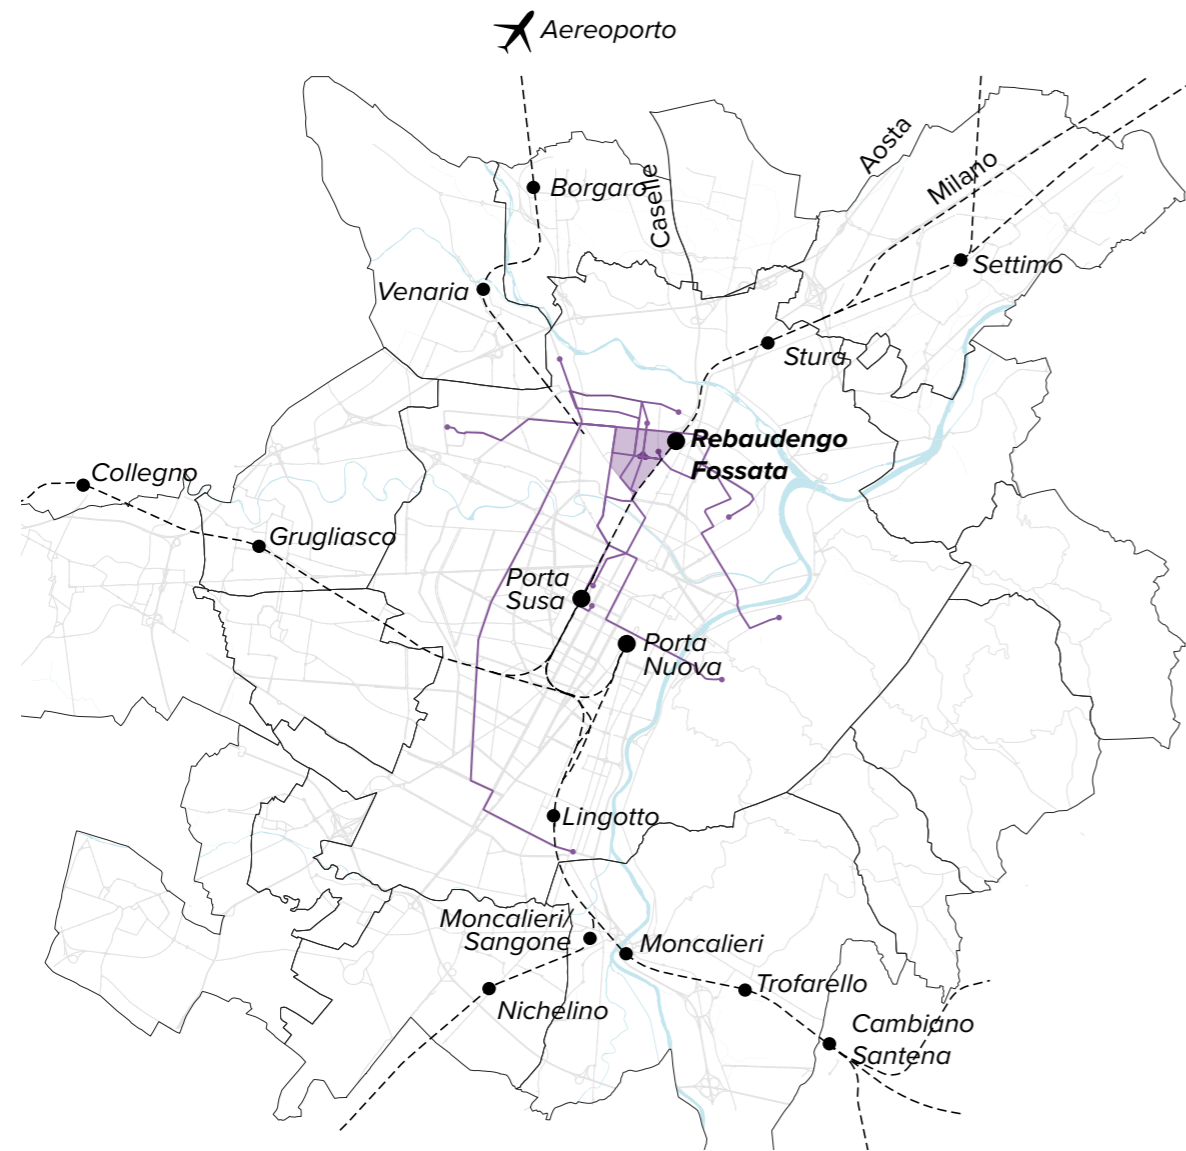 Aereoporto
Aosta
Milano
Caselle
Borgaro
Settimo
Venaria
Stura
Rebaudengo
Fossata
Collegno
Grugliasco
Porta
Susa
Porta
Nuova
Lingotto
Moncalieri/
Sangone
Moncalieri
Trofarello
Nichelino
Cambiano
Santena